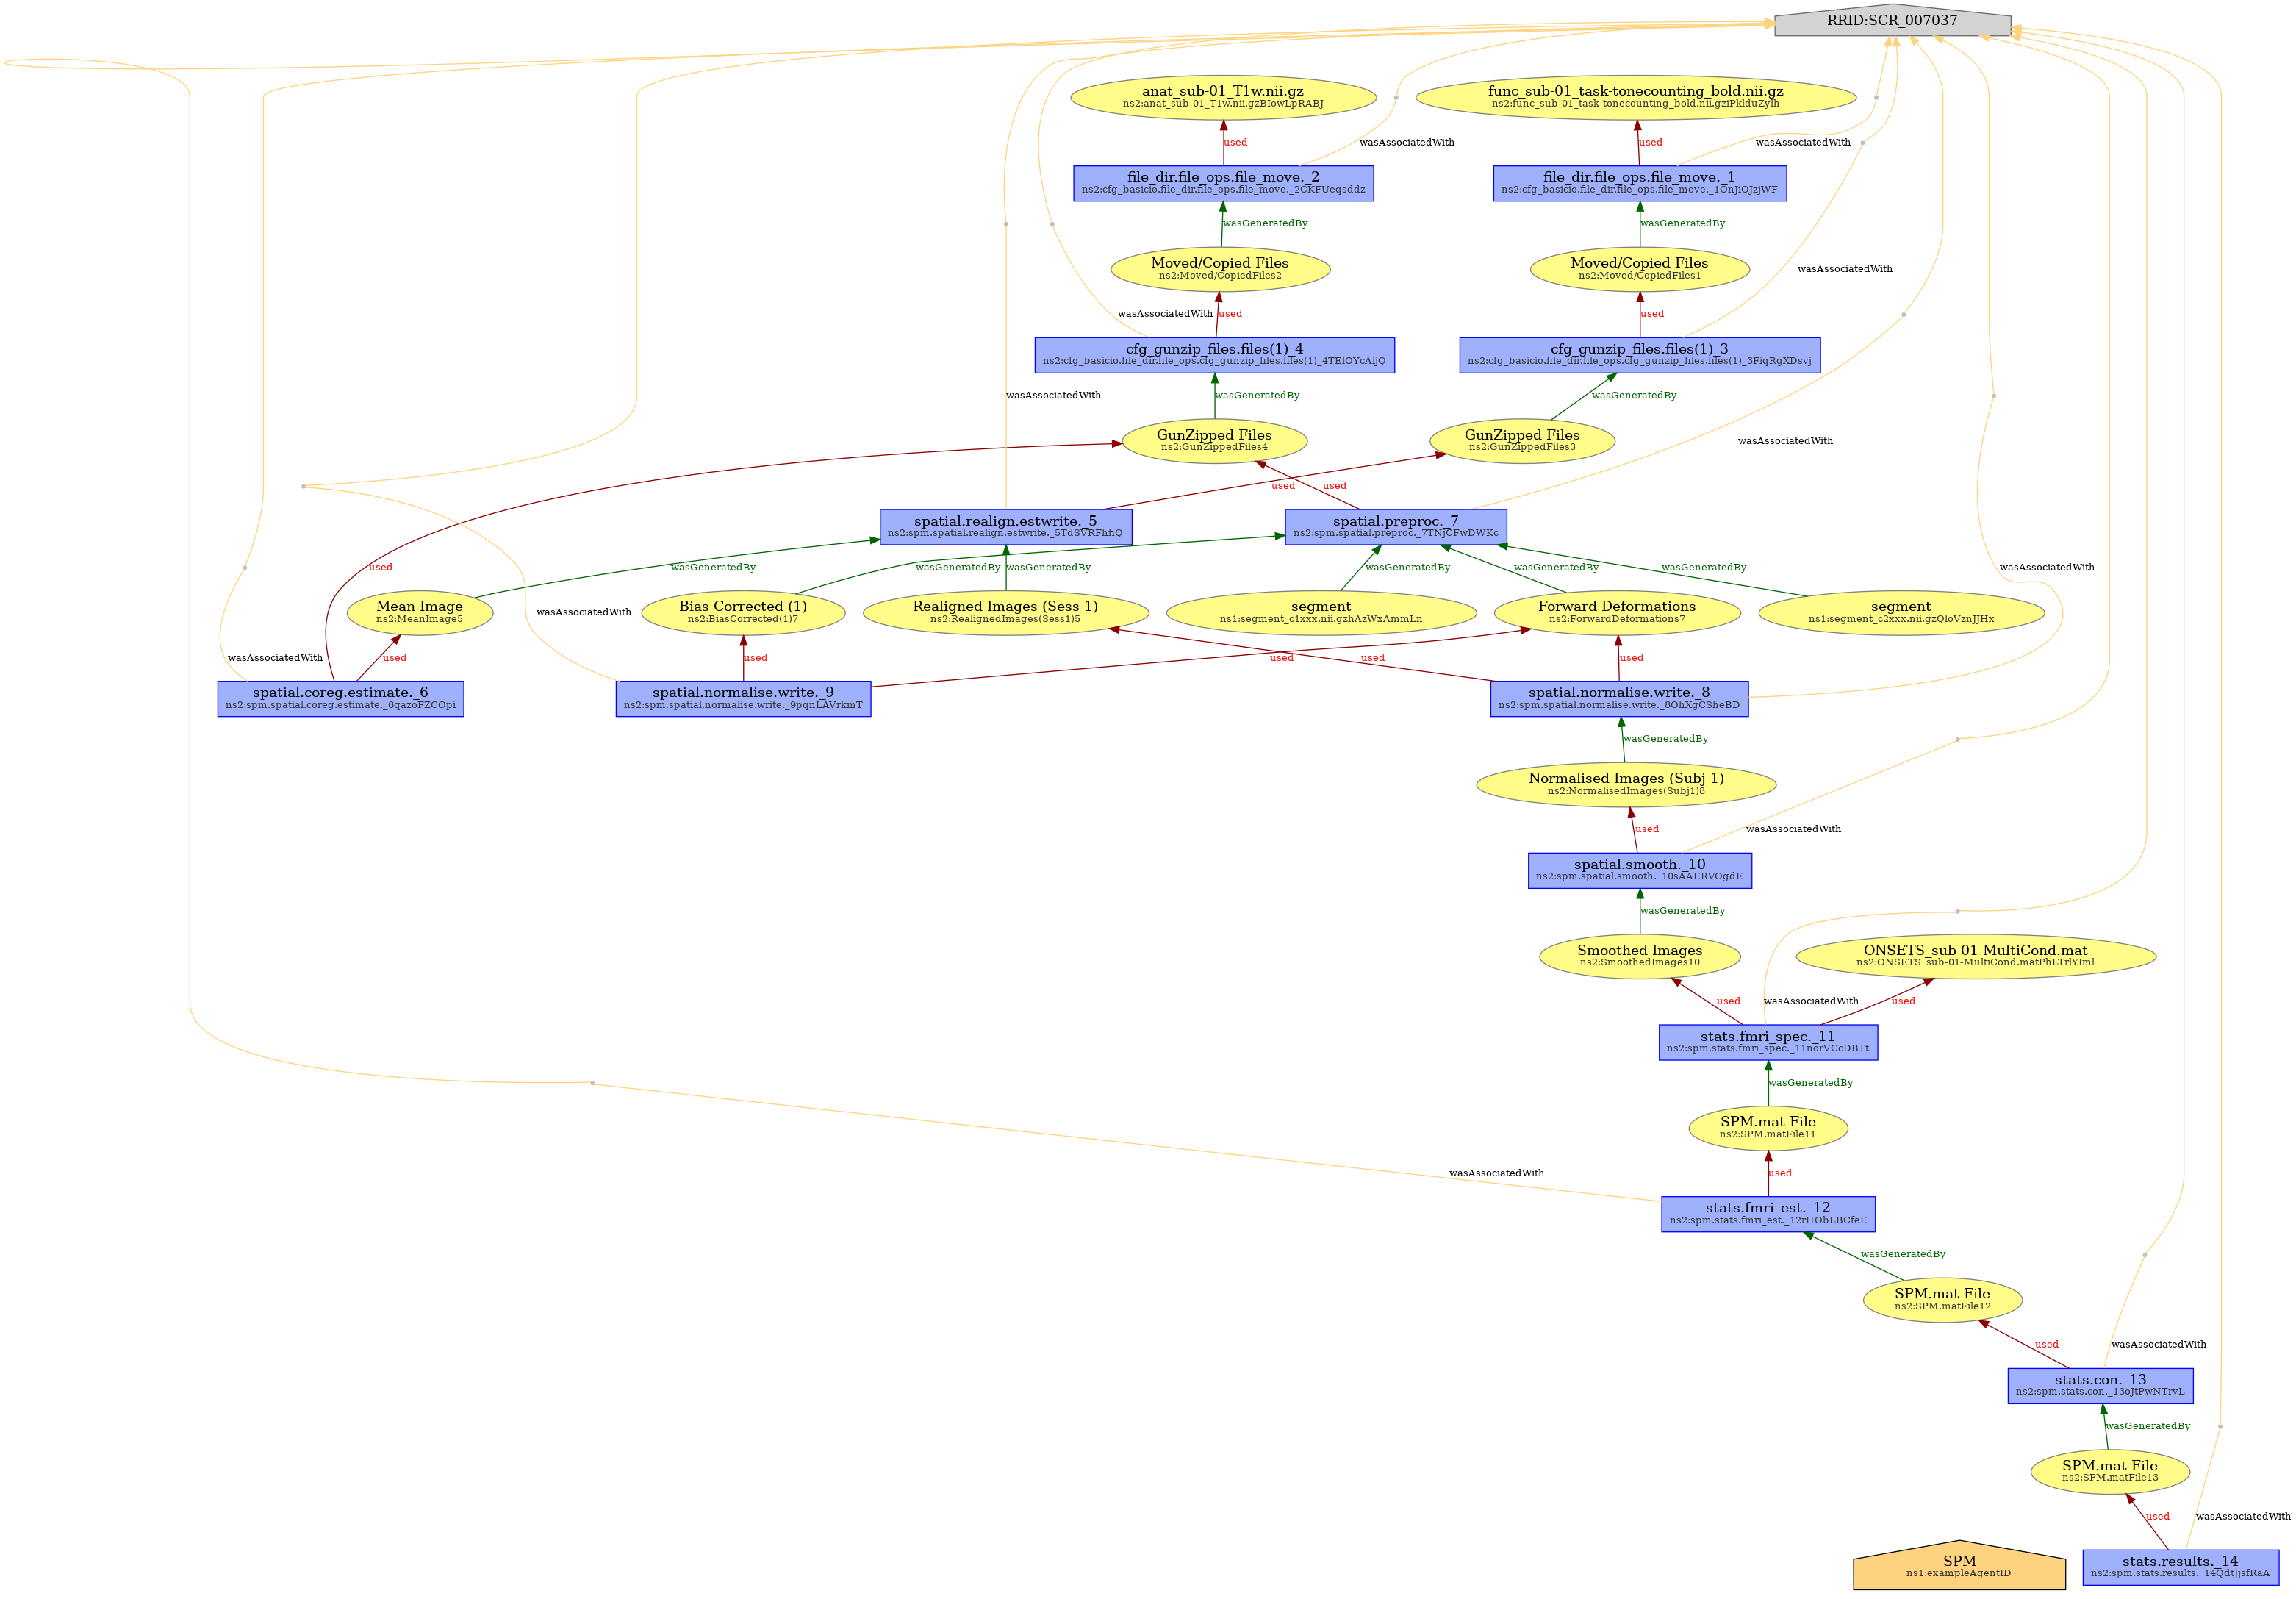 RRID:SCR_007037
anat_sub-01_T1w.nii.gz
ns2:anat_sub-01_T1w.nii.gzBIowLpRABJ
func_sub-01_task-tonecounting_bold.nii.gz
ns2:func_sub-01_task-tonecounting_bold.nii.gziPklduZylh
used
wasAssociatedWith
used
wasAssociatedWith
file_dir.file_ops.file_move._2
ns2:cfg_basicio.file_dir.file_ops.file_move._2CKFUeqsddz
file_dir.file_ops.file_move._1
ns2:cfg_basicio.file_dir.file_ops.file_move._1OnJiOJzjWF
wasGeneratedBy
wasGeneratedBy
Moved/Copied Files
ns2:Moved/CopiedFiles2
Moved/Copied Files
ns2:Moved/CopiedFiles1
wasAssociatedWith
wasAssociatedWith
used
used
cfg_gunzip_files.files(1)_4
ns2:cfg_basicio.file_dir.file_ops.cfg_gunzip_files.files(1)_4TElOYcAijQ
cfg_gunzip_files.files(1)_3
ns2:cfg_basicio.file_dir.file_ops.cfg_gunzip_files.files(1)_3FiqRgXDsvj
wasAssociatedWith
wasGeneratedBy
wasGeneratedBy
GunZipped Files
ns2:GunZippedFiles4
GunZipped Files
ns2:GunZippedFiles3
wasAssociatedWith
used
used
spatial.realign.estwrite._5
ns2:spm.spatial.realign.estwrite._5TdSVRFhfiQ
spatial.preproc._7
ns2:spm.spatial.preproc._7TNjCFwDWKc
used
wasGeneratedBy
wasGeneratedBy
wasGeneratedBy
wasGeneratedBy
wasGeneratedBy
wasGeneratedBy
wasAssociatedWith
Mean Image
ns2:MeanImage5
wasAssociatedWith
Bias Corrected (1)
ns2:BiasCorrected(1)7
Realigned Images (Sess 1)
ns2:RealignedImages(Sess1)5
segment
ns1:segment_c1xxx.nii.gzhAzWxAmmLn
Forward Deformations
ns2:ForwardDeformations7
segment
ns1:segment_c2xxx.nii.gzQloVznJJHx
wasAssociatedWith
used
used
used
used
used
spatial.coreg.estimate._6
ns2:spm.spatial.coreg.estimate._6qazoFZCOpi
spatial.normalise.write._9
ns2:spm.spatial.normalise.write._9pqnLAVrkmT
spatial.normalise.write._8
ns2:spm.spatial.normalise.write._8OhXgCSheBD
wasGeneratedBy
Normalised Images (Subj 1)
ns2:NormalisedImages(Subj1)8
used
wasAssociatedWith
spatial.smooth._10
ns2:spm.spatial.smooth._10sAAERVOgdE
wasGeneratedBy
Smoothed Images
ns2:SmoothedImages10
ONSETS_sub-01-MultiCond.mat
ns2:ONSETS_sub-01-MultiCond.matPhLTrlYIml
used
wasAssociatedWith
used
stats.fmri_spec._11
ns2:spm.stats.fmri_spec._11norVCcDBTt
wasGeneratedBy
SPM.mat File
ns2:SPM.matFile11
wasAssociatedWith
used
stats.fmri_est._12
ns2:spm.stats.fmri_est._12rHObLBCfeE
wasGeneratedBy
SPM.mat File
ns2:SPM.matFile12
used
wasAssociatedWith
stats.con._13
ns2:spm.stats.con._13oJtPwNTrvL
wasGeneratedBy
SPM.mat File
ns2:SPM.matFile13
used
wasAssociatedWith
SPM
ns1:exampleAgentID
stats.results._14
ns2:spm.stats.results._14QdtJjsfRaA